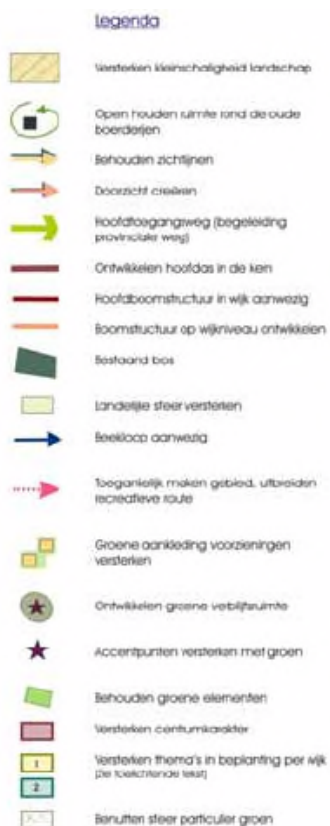 Legenda
Versterken kleinschaligheid landschap
Open houden ruimte rond de oude
boerderijen
Behouden zichtlijnen
Doorzicht creëren
Hoofdtoegangsweg (begeleiding
provinciale weg)
Ontwikkelen hoofdas in de kern
Hoofdboomstructuur in wijk aanwezig
Boomstructuur op wijkniveau ontwikkelen
Bestaand bos
Landelijke sfeer versterken
Beekloop aanwezig
Toegankelijk maken gebied, uitbreiden
recreatieve route
Groene aankleding voorzieningen
versterken
Ontwikkelen groene verblijfsruimte
Accentpunten versterken met groen
Behouden groene elementen
Versterken centrumkarakter
1 Versterken thema's in beplanting per wijk
(zie toelichtende tekst)
2
Benutten sfeer particulier groen